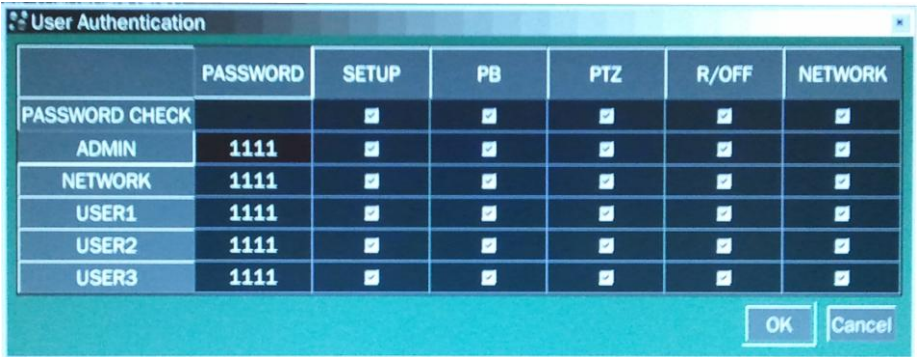 User Authentication
PASSWORD SETUP PB PTZ R/OFF NETWORK
PASSWORD CHECK
ADMIN 1111
NETWORK 1111
USER1 1111
USER2 1111
USER3 1111
OK Cancel